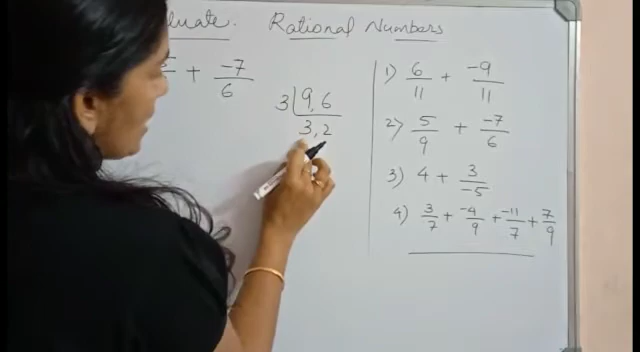 Rational Numbers
+ -7/6
3 | 9, 6
3, 2
1) 6/11 + -9/11
2) 5/9 + -7/6
3) 4 + 3/-5
4) 3/7 + -4/9 + -11/7 + 7/9